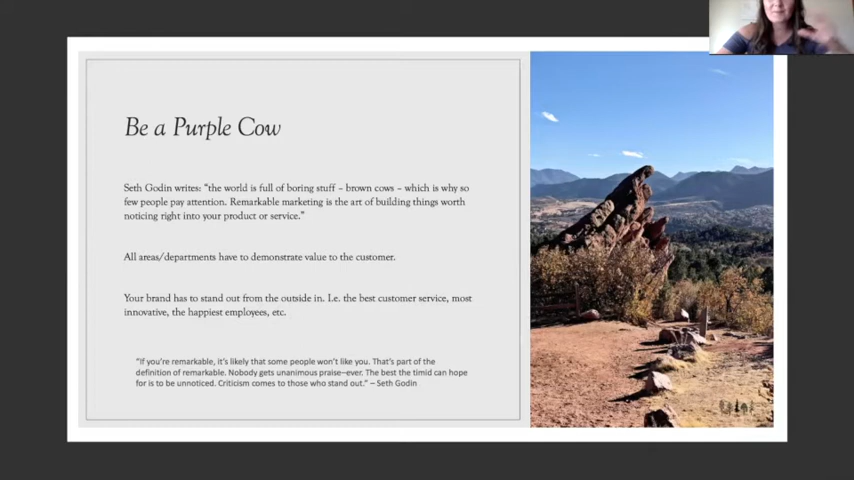 Be a Purple Cow
Seth Godin writes: “the world is full of boring stuff – brown cows – which is why so
few people pay attention. Remarkable marketing is the art of building things worth
noticing right into your product or service.”
All areas/departments have to demonstrate value to the customer.
Your brand has to stand out from the outside in. I.e. the best customer service, most
innovative, the happiest employees, etc.
“If you're remarkable, it's likely that some people won't like you. That's part of the
definition of remarkable. Nobody gets unanimous praise–ever. The best the timid can hope
for is to be unnoticed. Criticism comes to those who stand out.” – Seth Godin